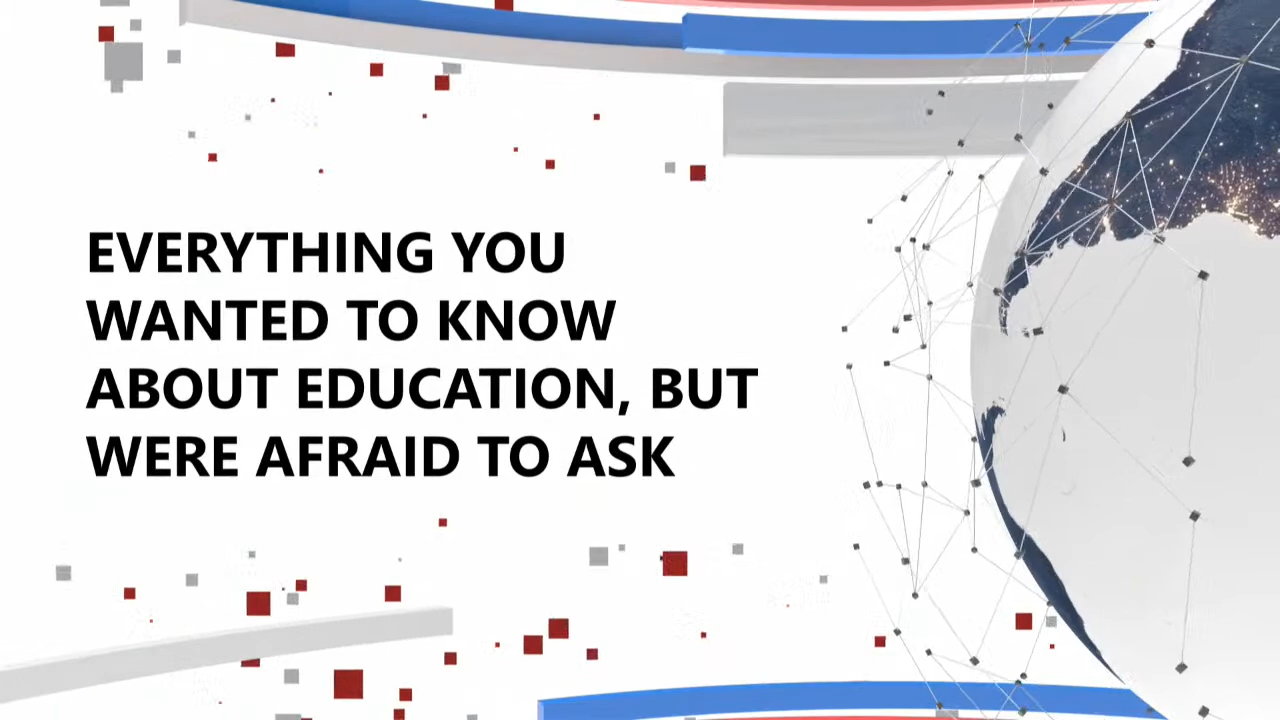 EVERYTHING YOU
WANTED TO KNOW
ABOUT EDUCATION, BUT
WERE AFRAID TO ASK